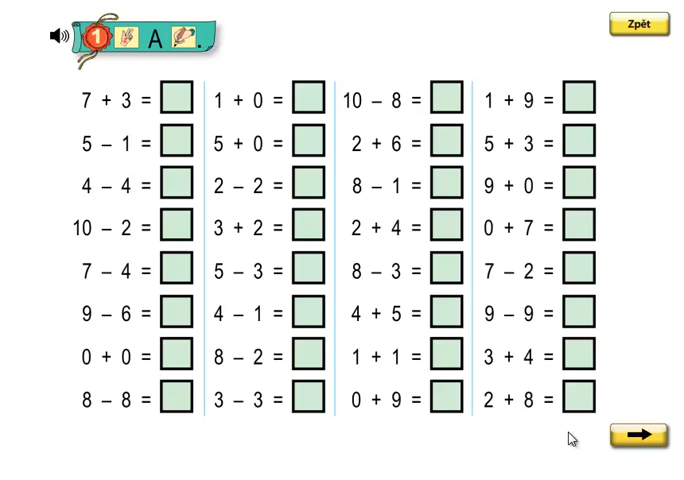 1 A .
Zpět
7 + 3 = 1 + 0 = 10 – 8 = 1 + 9 =
5 – 1 = 5 + 0 = 2 + 6 = 5 + 3 =
4 – 4 = 2 – 2 = 8 – 1 = 9 + 0 =
10 – 2 = 3 + 2 = 2 + 4 = 0 + 7 =
7 – 4 = 5 – 3 = 8 – 3 = 7 – 2 =
9 – 6 = 4 – 1 = 4 + 5 = 9 – 9 =
0 + 0 = 8 – 2 = 1 + 1 = 3 + 4 =
8 – 8 = 3 – 3 = 0 + 9 = 2 + 8 =